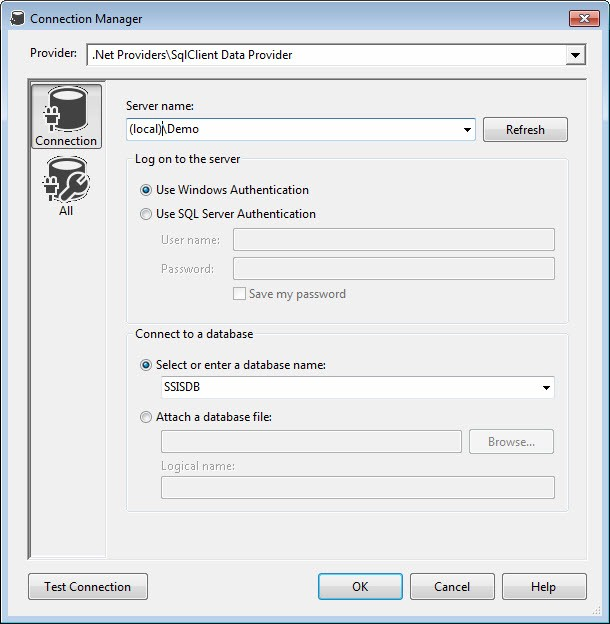 Connection Manager
Provider: .Net Providers\SqlClient Data Provider
Connection
All
Server name:
(local)\Demo
Refresh
Log on to the server
Use Windows Authentication
Use SQL Server Authentication
User name:
Password:
Save my password
Connect to a database
Select or enter a database name:
SSISDB
Attach a database file:
Browse...
Logical name:
Test Connection OK Cancel Help